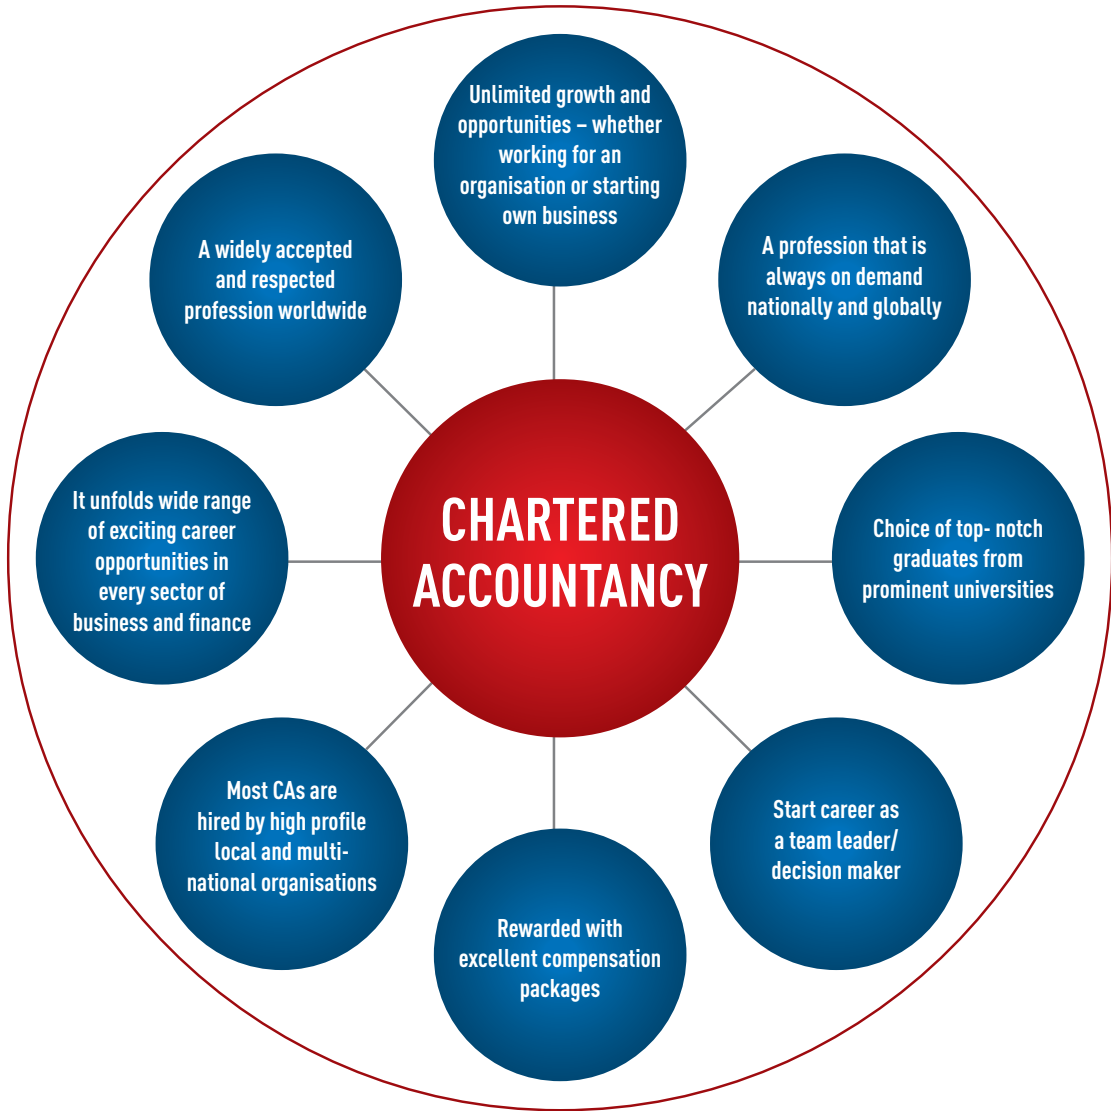 Unlimited growth and
opportunities – whether
working for an
organisation or starting
own business
A profession that is
always on demand
nationally and globally
Choice of top- notch
graduates from
prominent universities
Start career as
a team leader/
decision maker
Rewarded with
excellent compensation
packages
Most CAs are
hired by high profile
local and multi-
national organisations
It unfolds wide range
of exciting career
opportunities in
every sector of
business and finance
A widely accepted
and respected
profession worldwide
CHARTERED
ACCOUNTANCY